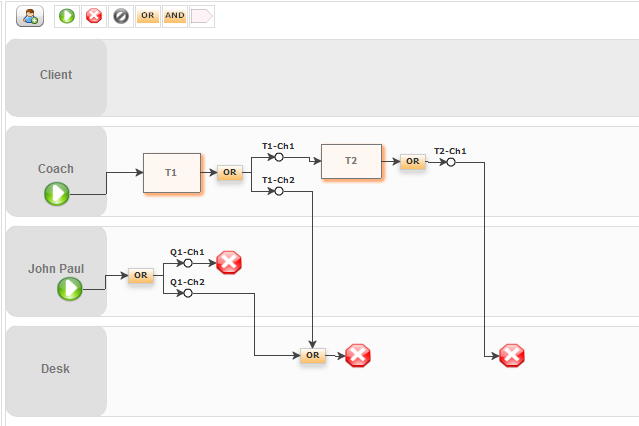 OR AND
Client
Coach
T1
OR
T1-Ch1
T1-Ch2
T2
OR
T2-Ch1
John Paul
OR
Q1-Ch1
Q1-Ch2
Desk
OR